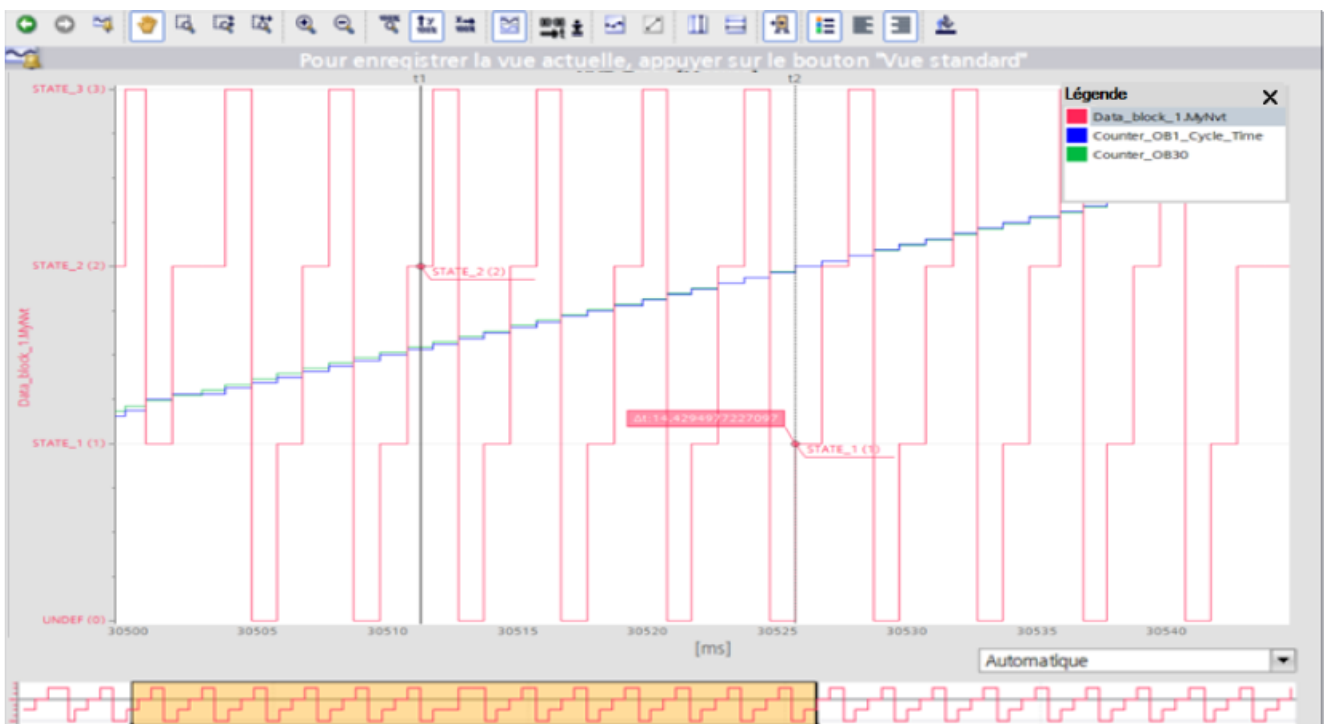 Pour enregistrer la vue actuelle, appuyer sur le bouton "Vue standard"
t1
t2
STATE_3 (3)
Légende
Data_block_1.MyNvt
Counter_OB1_Cycle_Time
Counter_OB30
STATE_2 (2)
STATE_2 (2)
Data_block_1.MyNvt
Δt:14.4294977227097
STATE_1 (1)
STATE_1 (1)
UNDEF (0)
30500
30505
30510
30515
30520
30525
30530
30535
30540
[ms]
Automatique